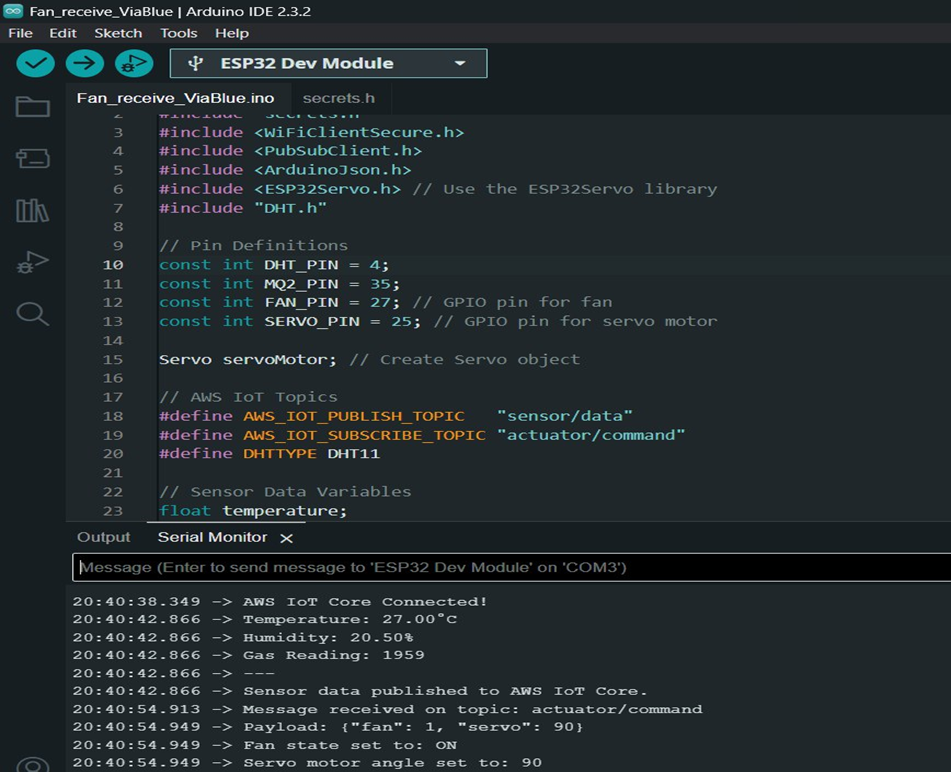 Fan_receive_ViaBlue | Arduino IDE 2.3.2
File Edit Sketch Tools Help
ESP32 Dev Module
Fan_receive_ViaBlue.ino secrets.h
2 #include "secrets.h"
3 #include <WiFiClientSecure.h>
4 #include <PubSubClient.h>
5 #include <ArduinoJson.h>
6 #include <ESP32Servo.h> // Use the ESP32Servo library
7 #include "DHT.h"
8
9 // Pin Definitions
10 const int DHT_PIN = 4;
11 const int MQ2_PIN = 35;
12 const int FAN_PIN = 27; // GPIO pin for fan
13 const int SERVO_PIN = 25; // GPIO pin for servo motor
14
15 Servo servoMotor; // Create Servo object
16
17 // AWS IoT Topics
18 #define AWS_IOT_PUBLISH_TOPIC "sensor/data"
19 #define AWS_IOT_SUBSCRIBE_TOPIC "actuator/command"
20 #define DHTTYPE DHT11
21
22 // Sensor Data Variables
23 float temperature;
Output Serial Monitor
Message (Enter to send message to 'ESP32 Dev Module' on 'COM3')
20:40:38.349 -> AWS IoT Core Connected!
20:40:42.866 -> Temperature: 27.00°C
20:40:42.866 -> Humidity: 20.50%
20:40:42.866 -> Gas Reading: 1959
20:40:42.866 -> ---
20:40:42.866 -> Sensor data published to AWS IoT Core.
20:40:54.913 -> Message received on topic: actuator/command
20:40:54.949 -> Payload: {"fan": 1, "servo": 90}
20:40:54.949 -> Fan state set to: ON
20:40:54.949 -> Servo motor angle set to: 90